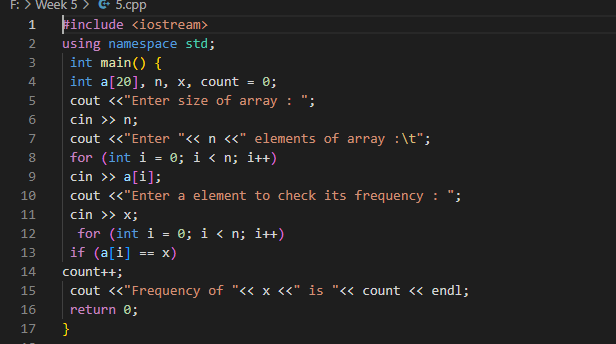 F: > Week 5 > 5.cpp
1 #include <iostream>
2 using namespace std;
3 int main() {
4 int a[20], n, x, count = 0;
5 cout <<"Enter size of array : ";
6 cin >> n;
7 cout <<"Enter "<< n <<" elements of array :\t";
8 for (int i = 0; i < n; i++)
9 cin >> a[i];
10 cout <<"Enter a element to check its frequency : ";
11 cin >> x;
12 for (int i = 0; i < n; i++)
13 if (a[i] == x)
14 count++;
15 cout <<"Frequency of "<< x <<" is "<< count << endl;
16 return 0;
17 }